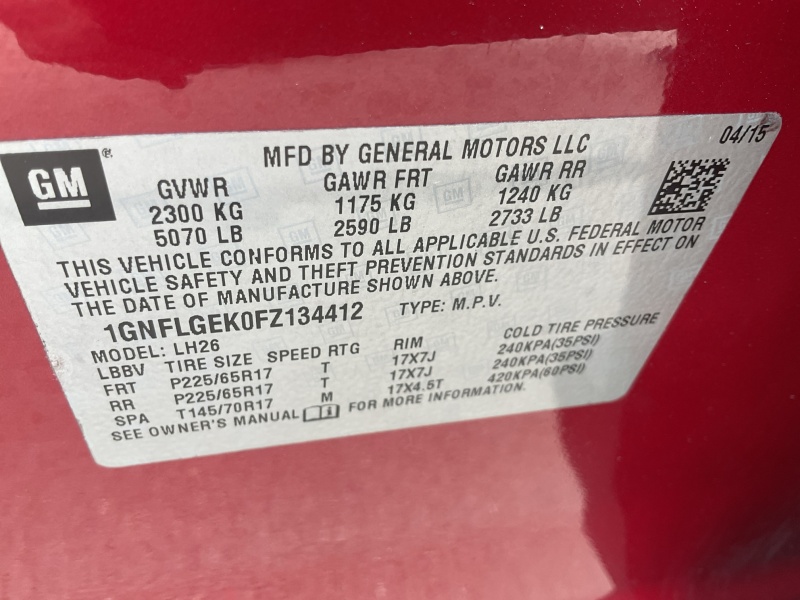 GM
®
MFD BY GENERAL MOTORS LLC
04/15
GVWR GAWR FRT GAWR RR
2300 KG 1175 KG 1240 KG
5070 LB 2590 LB 2733 LB
THIS VEHICLE CONFORMS TO ALL APPLICABLE U.S. FEDERAL MOTOR
VEHICLE SAFETY AND THEFT PREVENTION STANDARDS IN EFFECT ON
THE DATE OF MANUFACTURE SHOWN ABOVE.
1GNFLGEK0FZ134412 TYPE: M.P.V.
MODEL: LH26
LBBV TIRE SIZE SPEED RTG RIM COLD TIRE PRESSURE
FRT P225/65R17 T 17X7J 240KPA(35PSI)
RR P225/65R17 T 17X7J 240KPA(35PSI)
SPA T145/70R17 M 17X4.5T 420KPA(60PSI)
SEE OWNER'S MANUAL FOR MORE INFORMATION.